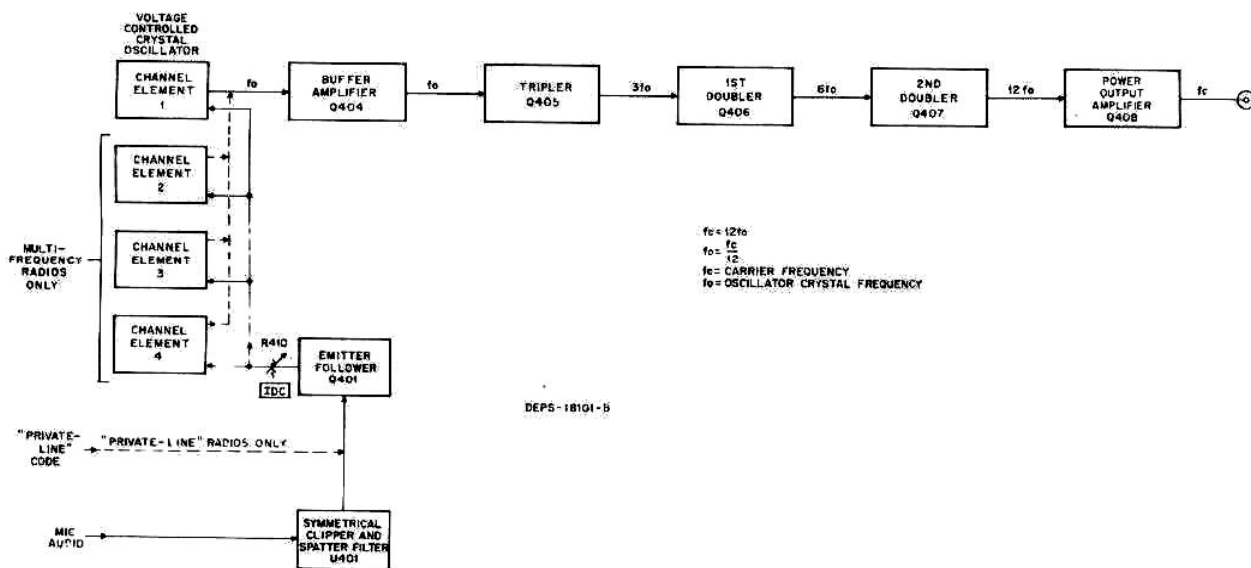 VOLTAGE
CONTROLLED
CRYSTAL
OSCILLATOR
CHANNEL
ELEMENT
1
fo
BUFFER
AMPLIFIER
Q404
fo
TRIPLER
Q405
3fo
1ST
DOUBLER
Q406
6fo
2ND
DOUBLER
Q407
12fo
POWER
OUTPUT
AMPLIFIER
Q408
fc
CHANNEL
ELEMENT
2
CHANNEL
ELEMENT
3
CHANNEL
ELEMENT
4
MULTI-
FREQUENCY
RADIOS
ONLY
fc=12fo
fo=fc/12
fc=CARRIER FREQUENCY
fo=OSCILLATOR CRYSTAL FREQUENCY
R410
IDC
EMITTER
FOLLOWER
Q401
DEPS-18101-B
"PRIVATE-
LINE"
CODE
"PRIVATE-LINE" RADIOS ONLY
MIC
AUDIO
SYMMETRICAL
CLIPPER AND
SPATTER FILTER
U401